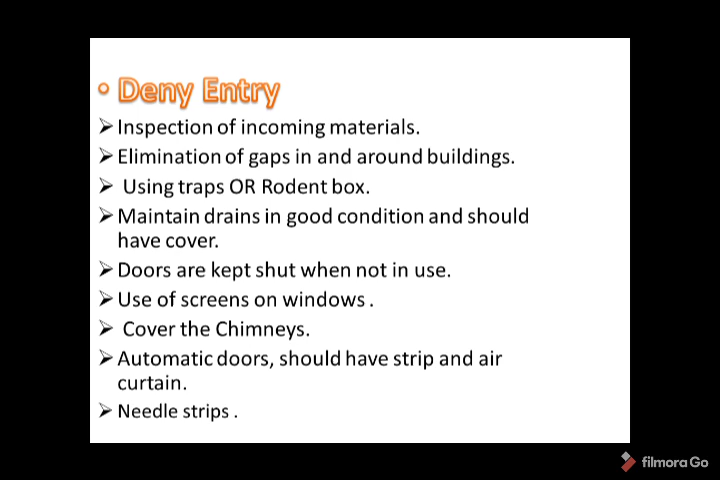 • Deny Entry
➢ Inspection of incoming materials.
➢ Elimination of gaps in and around buildings.
➢ Using traps OR Rodent box.
➢ Maintain drains in good condition and should
have cover.
➢ Doors are kept shut when not in use.
➢ Use of screens on windows .
➢ Cover the Chimneys.
➢ Automatic doors, should have strip and air
curtain.
➢ Needle strips .
filmora Go